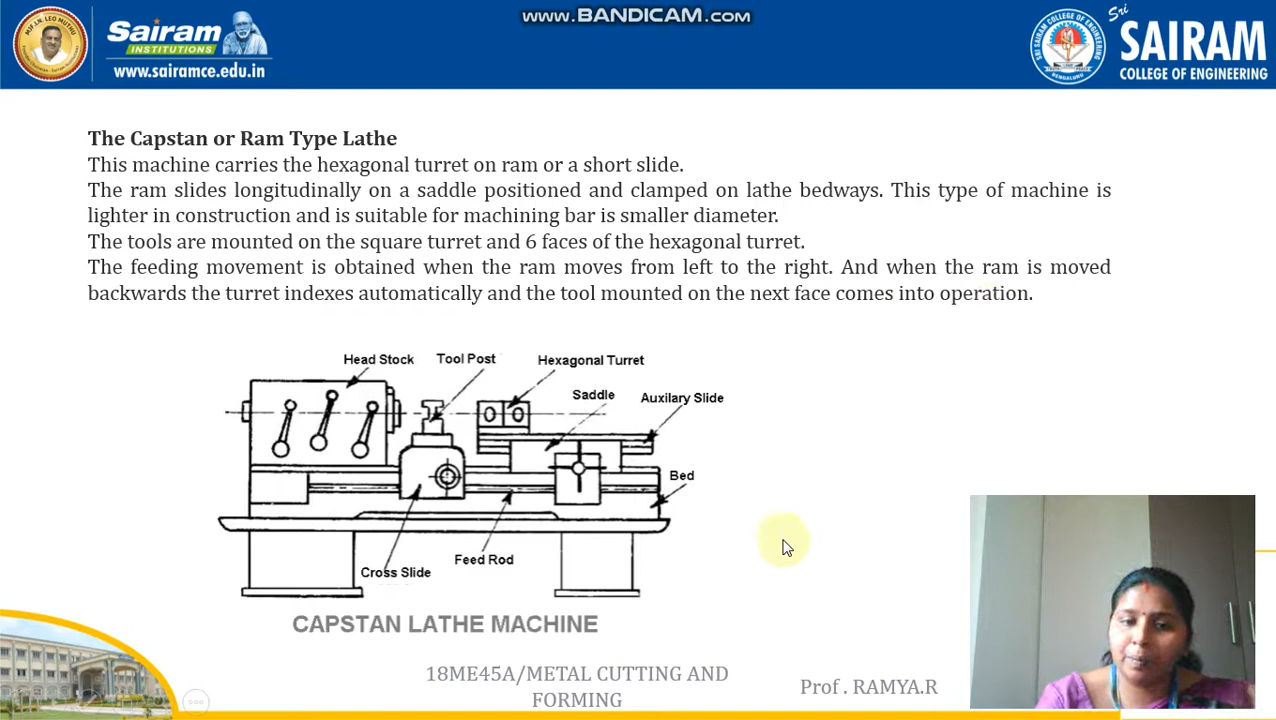 www.BANDICAM.com
Sairam
INSTITUTIONS
www.sairamce.edu.in
Sri
SAIRAM
COLLEGE OF ENGINEERING
The Capstan or Ram Type Lathe
This machine carries the hexagonal turret on ram or a short slide.
The ram slides longitudinally on a saddle positioned and clamped on lathe bedways. This type of machine is
lighter in construction and is suitable for machining bar is smaller diameter.
The tools are mounted on the square turret and 6 faces of the hexagonal turret.
The feeding movement is obtained when the ram moves from left to the right. And when the ram is moved
backwards the turret indexes automatically and the tool mounted on the next face comes into operation.
Head Stock
Tool Post
Hexagonal Turret
Saddle
Auxilary Slide
Bed
Feed Rod
Cross Slide
CAPSTAN LATHE MACHINE
18ME45A/METAL CUTTING AND
FORMING
Prof . RAMYA.R